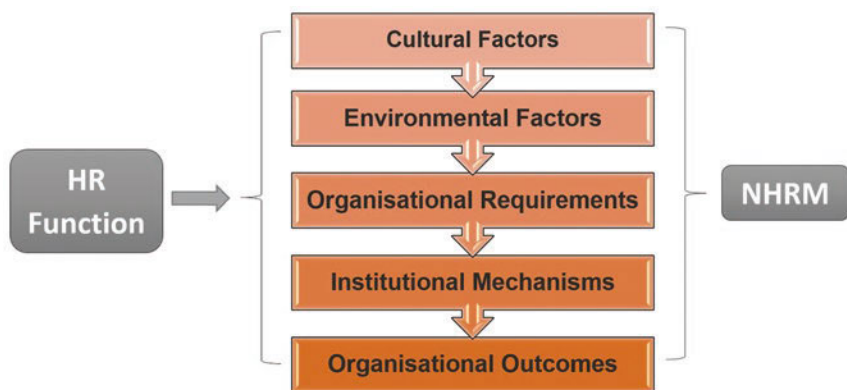 Cultural Factors
Environmental Factors
HR
Function
Organisational Requirements
NHRM
Institutional Mechanisms
Organisational Outcomes